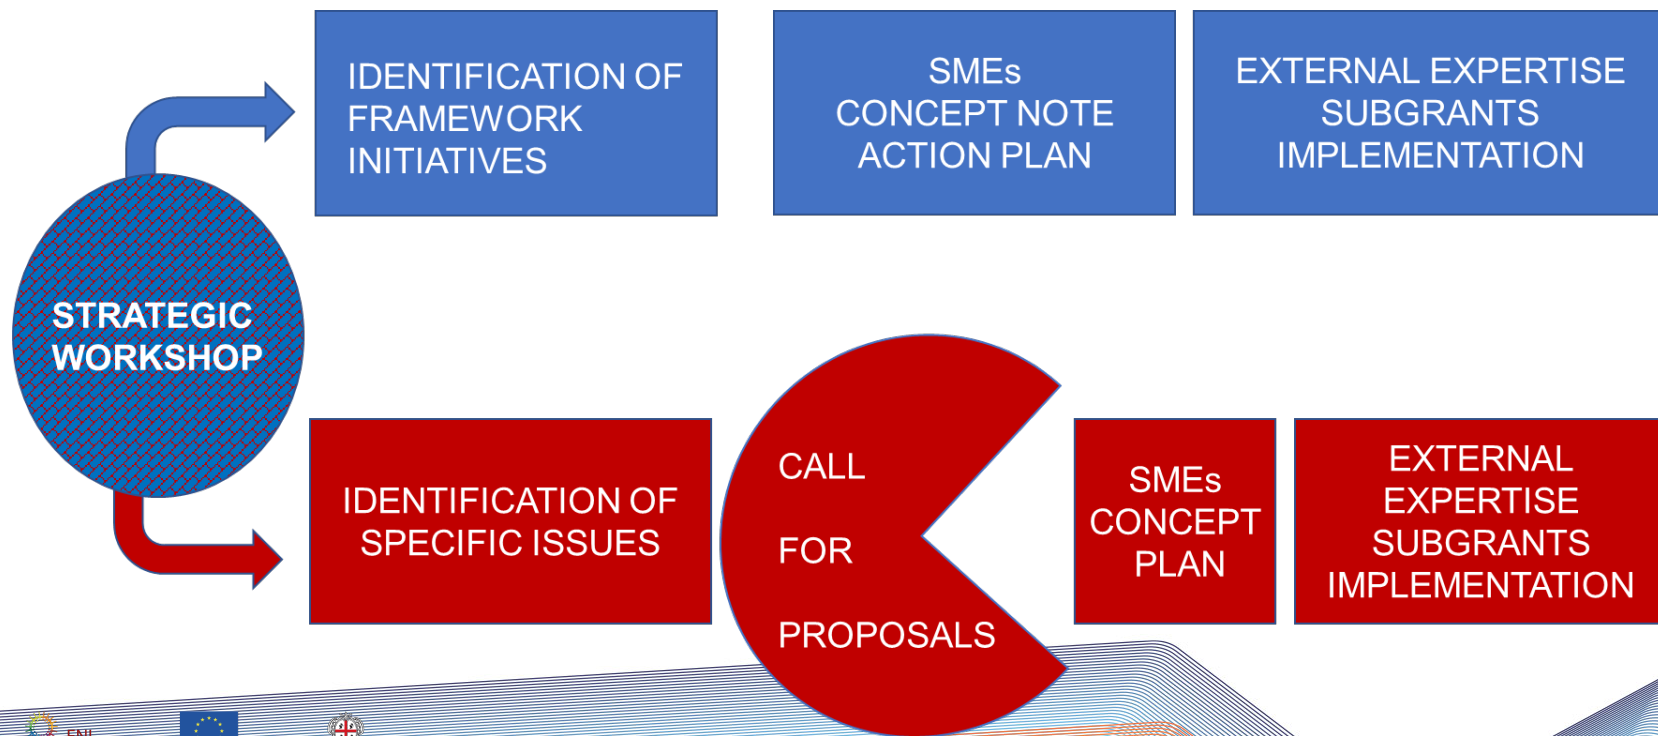 IDENTIFICATION OF
FRAMEWORK
INITIATIVES
SMEs
CONCEPT NOTE
ACTION PLAN
EXTERNAL EXPERTISE
SUBGRANTS
IMPLEMENTATION
STRATEGIC
WORKSHOP
IDENTIFICATION OF
SPECIFIC ISSUES
CALL
FOR
PROPOSALS
SMEs
CONCEPT
PLAN
EXTERNAL
EXPERTISE
SUBGRANTS
IMPLEMENTATION
ENI